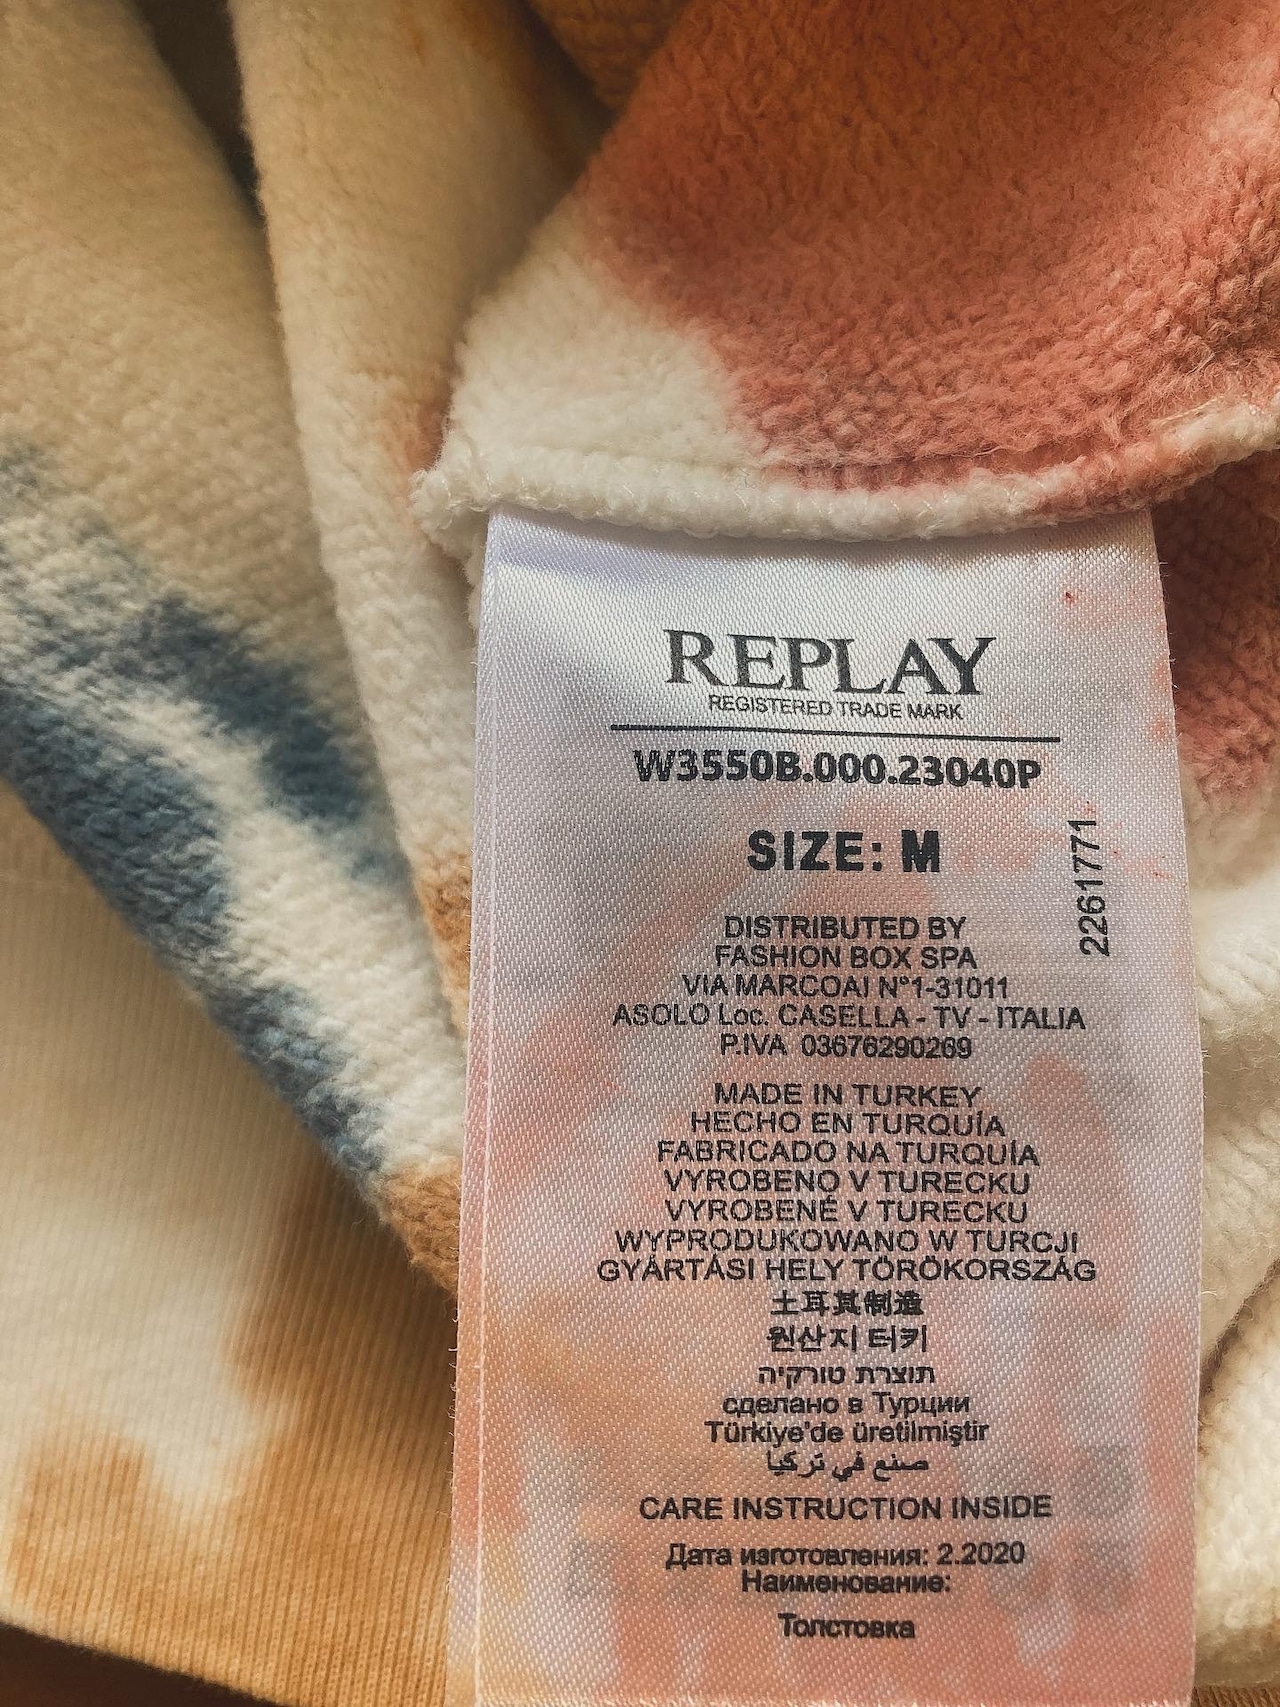 REPLAY
REGISTERED TRADE MARK
W3550B.000.23040P
SIZE: M
2261771
DISTRIBUTED BY
FASHION BOX SPA
VIA MARCOAI N°1-31011
ASOLO Loc. CASELLA - TV - ITALIA
P.IVA 03676290269
MADE IN TURKEY
HECHO EN TURQUÍA
FABRICADO NA TURQUÍA
VYROBENO V TURECKU
VYROBENÉ V TURECKU
WYPRODUKOWANO W TURCJI
GYÁRTÁSI HELY TÖRÖKORSZÁG
土耳其制造
원산지 터키
תוצרת טורקיה
сделано в Турции
Türkiye'de üretilmiştir
صنع في تركيا
CARE INSTRUCTION INSIDE
Дата изготовления: 2.2020
Наименование:
Толстовка